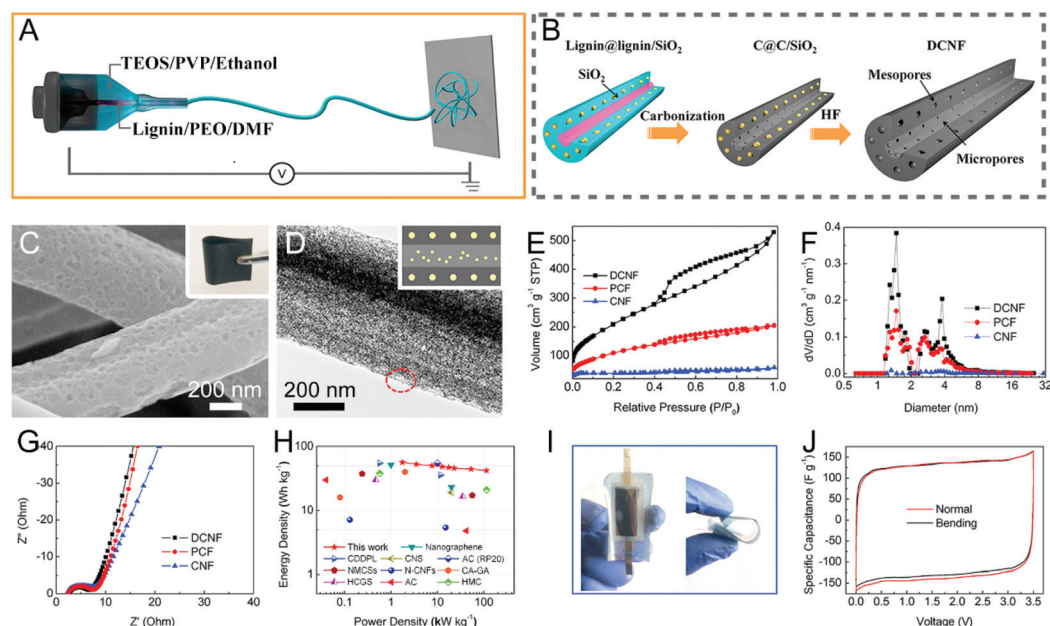 A
TEOS/PVP/Ethanol
Lignin/PEO/DMF
V
B
Lignin@lignin/SiO2
SiO2
Carbonization
C@C/SiO2
HF
DCNF
Mesopores
Micropores
C
200 nm
D
200 nm
E
Volume (cm3 g-1 STP)
500
400
300
200
100
DCNF
PCF
CNF
0.0 0.2 0.4 0.6 0.8 1.0
Relative Pressure (P/P0)
F
dV/dD (cm3 g-1 nm-1)
0.4
0.3
0.2
0.1
0.0
DCNF
PCF
CNF
0.5 1 2 4 8 16 32
Diameter (nm)
G
Z" (Ohm)
-40
-30
-20
-10
0
DCNF
PCF
CNF
0 10 20 30 40
Z' (Ohm)
H
Energy Density (Wh kg-1)
100
10
1
This work Nanographene
CDDPL CNS AC (RP20)
NMCS N-CNFs CA-GA
HCGS AC HMC
0.1 1 10 100
Power Density (kW kg-1)
I
J
Specific Capacitance (F g-1)
150
100
50
0
-50
-100
-150
Normal
Bending
0.0 0.5 1.0 1.5 2.0 2.5 3.0 3.5
Voltage (V)